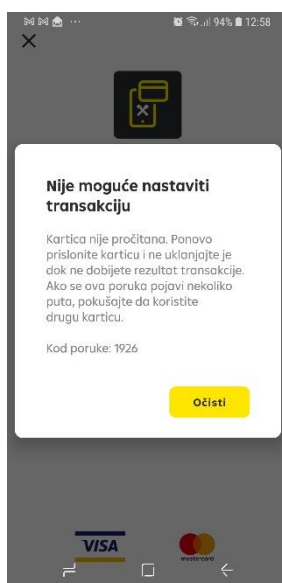 94% 12:58
Nije moguće nastaviti
transakciju
Kartica nije pročitana. Ponovo
prislonite karticu i ne uklanjajte je
dok ne dobijete rezultat transakcije.
Ako se ova poruka pojavi nekoliko
puta, pokušajte da koristite
drugu karticu.
Kod poruke: 1926
Očisti
VISA
mastercard